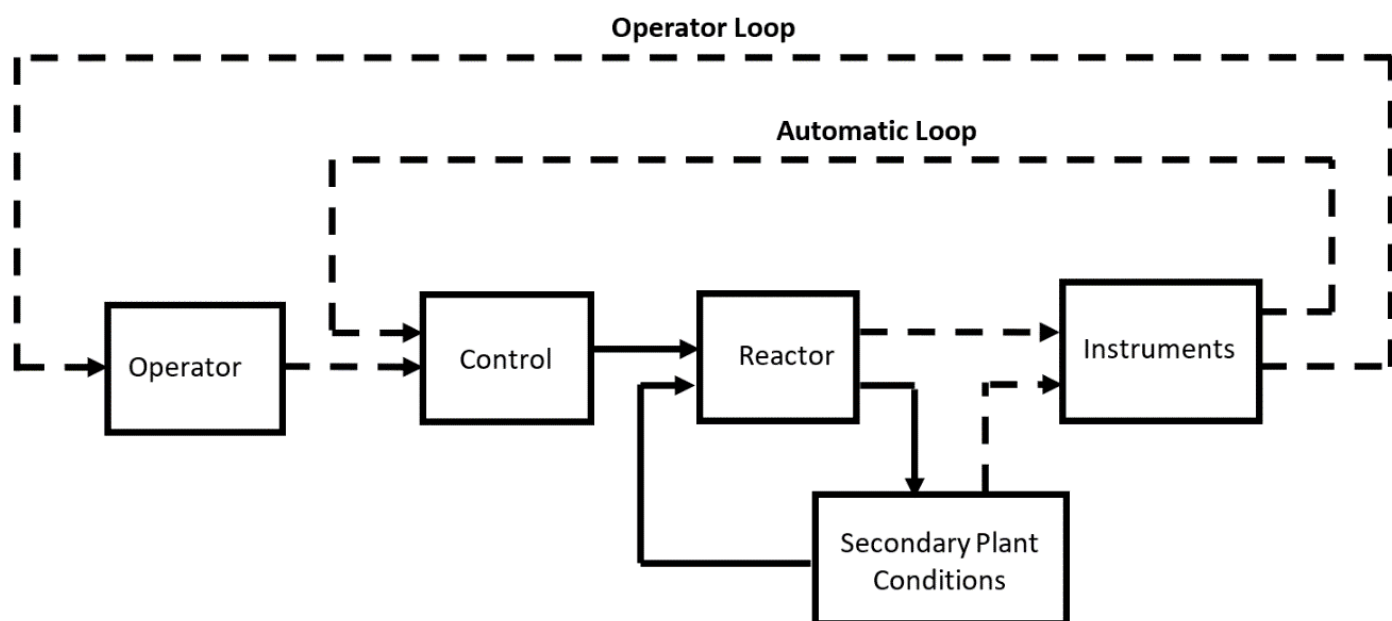 Operator Loop
Automatic Loop
Operator
Control
Reactor
Instruments
Secondary Plant
Conditions